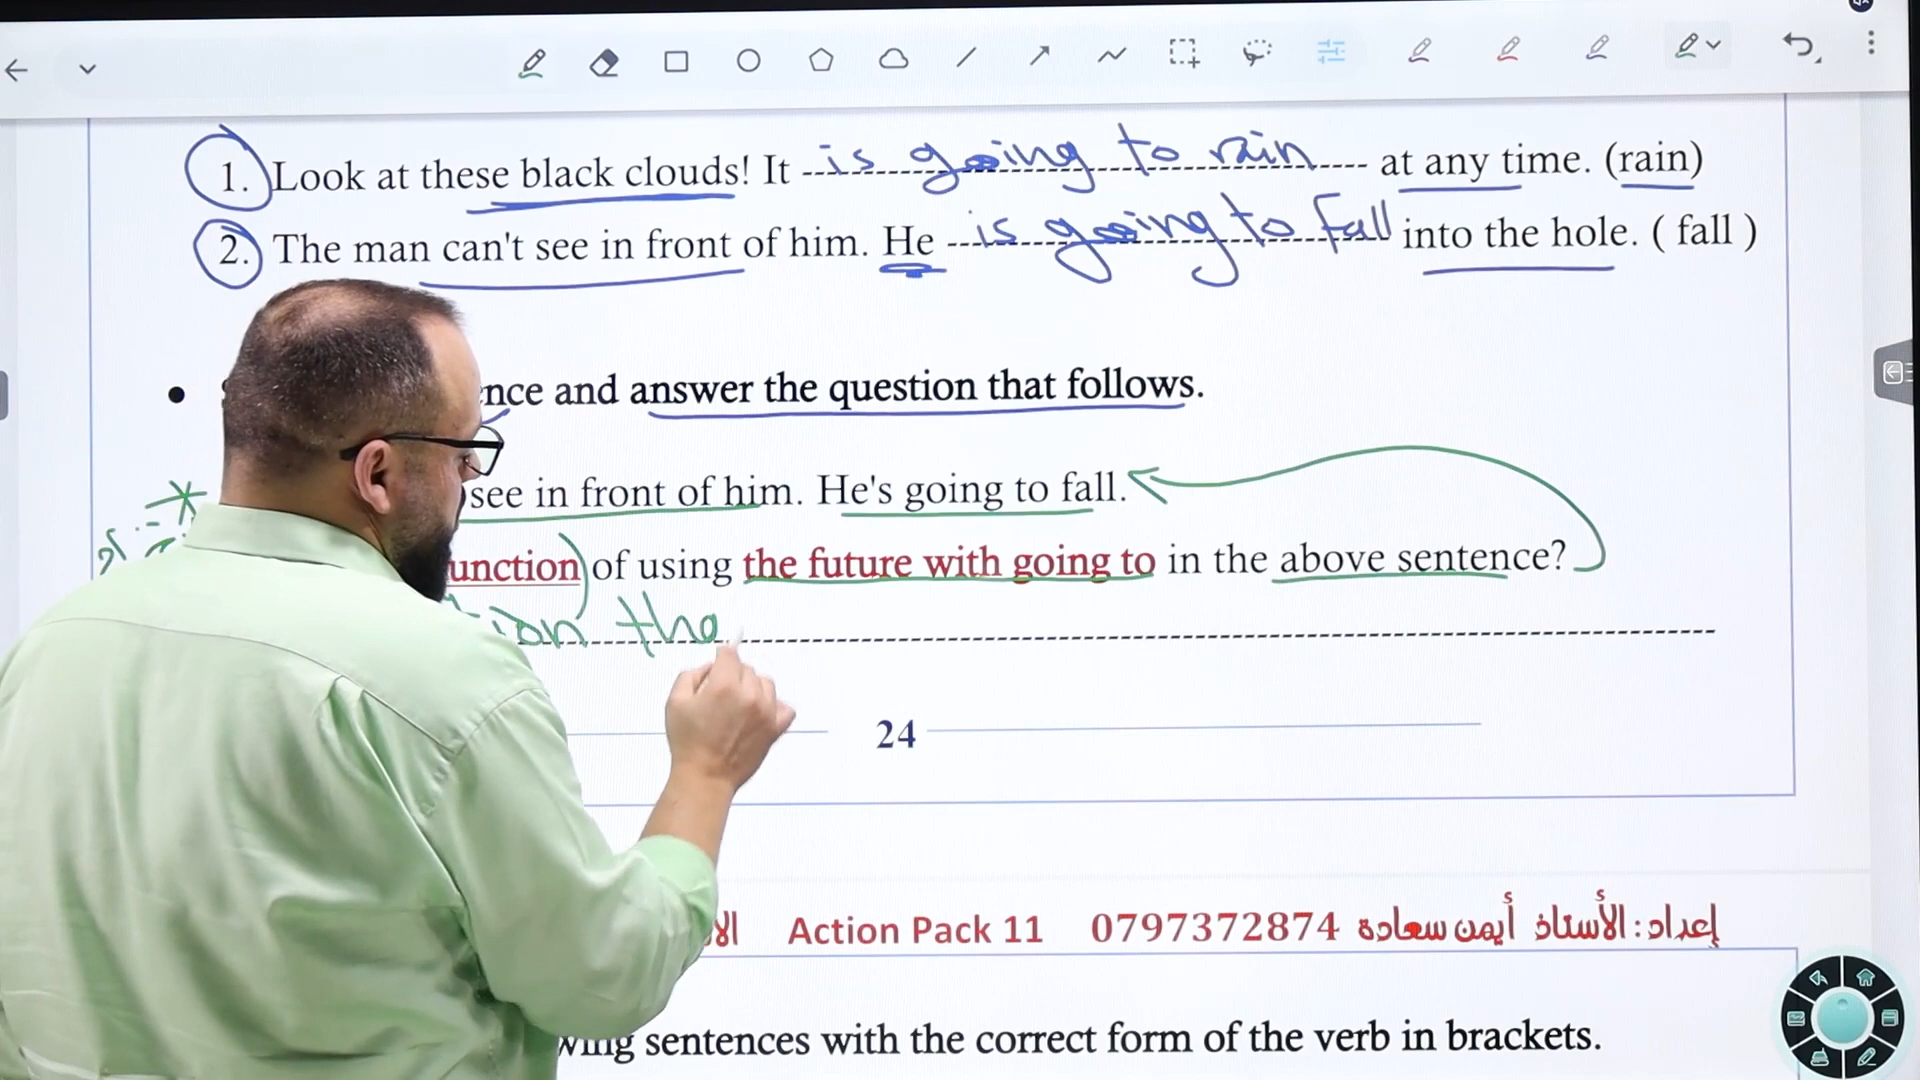 1. Look at these black clouds! It is going to rain at any time. (rain)
2. The man can't see in front of him. He is going to fall into the hole. ( fall )
nce and answer the question that follows.
see in front of him. He's going to fall.
unction of using the future with going to in the above sentence?
tion the
24
Action Pack 11 0797372874 إعداد: الأستاذ أيمن سعادة
wing sentences with the correct form of the verb in brackets.